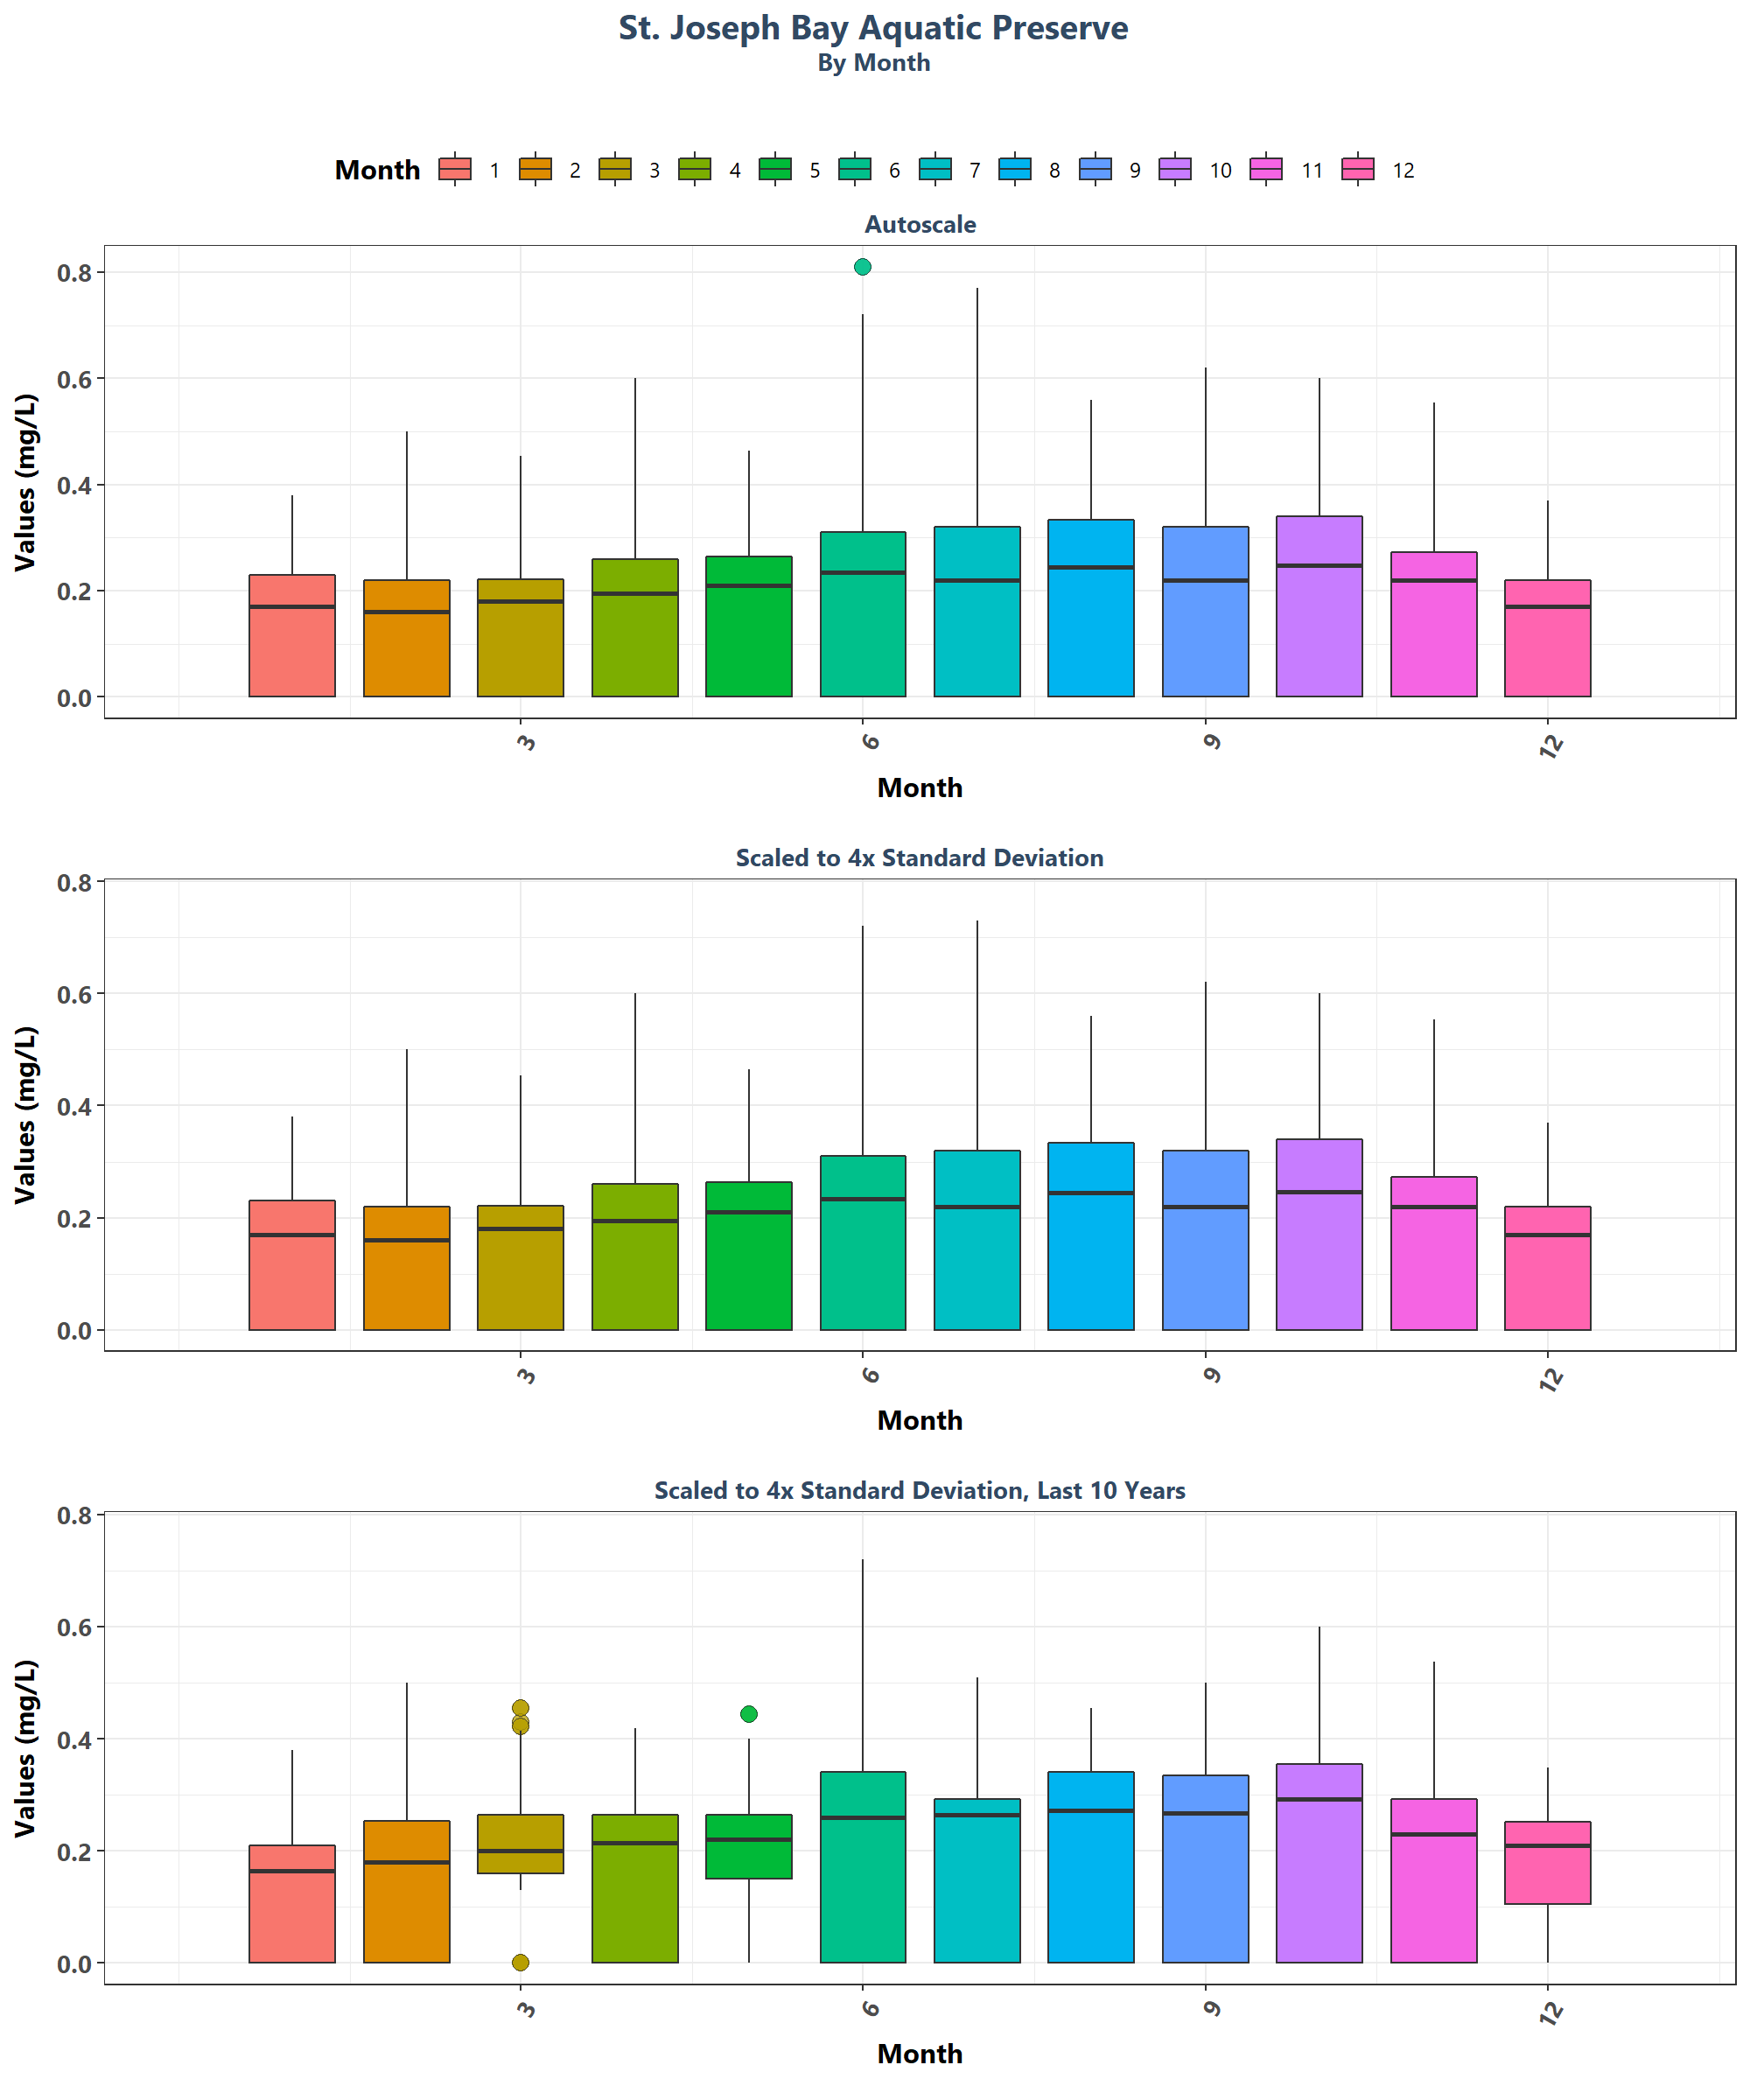 St. Joseph Bay Aquatic Preserve
By Month
Month 1 2 3 4 5 6 7 8 9 10 11 12
Autoscale
Values (mg/L)
0.8
0.6
0.4
0.2
0.0
3 6 9 12
Month
Scaled to 4x Standard Deviation
Values (mg/L)
0.8
0.6
0.4
0.2
0.0
3 6 9 12
Month
Scaled to 4x Standard Deviation, Last 10 Years
Values (mg/L)
0.8
0.6
0.4
0.2
0.0
3 6 9 12
Month